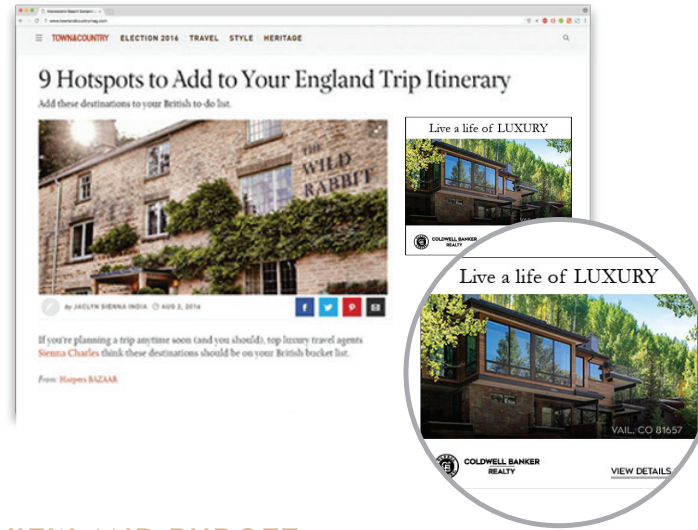 www.townandcountrymag.com
TOWN&COUNTRY ELECTION 2016 TRAVEL STYLE HERITAGE
9 Hotspots to Add to Your England Trip Itinerary
Add these destinations to your British to-do list.
THE
WILD
RABBIT
By JACLYN SIENNA INDIA AUG 2, 2016
If you're planning a trip anytime soon (and you should), top luxury travel agents
Sienna Charles think these destinations should be on your British bucket list.
From: Harpers BAZAAR
Live a life of LUXURY
VAIL,
COLDWELL BANKER
REALTY
Live a life of LUXURY
VAIL, CO 81657
COLDWELL BANKER
REALTY
VIEW DETAILS